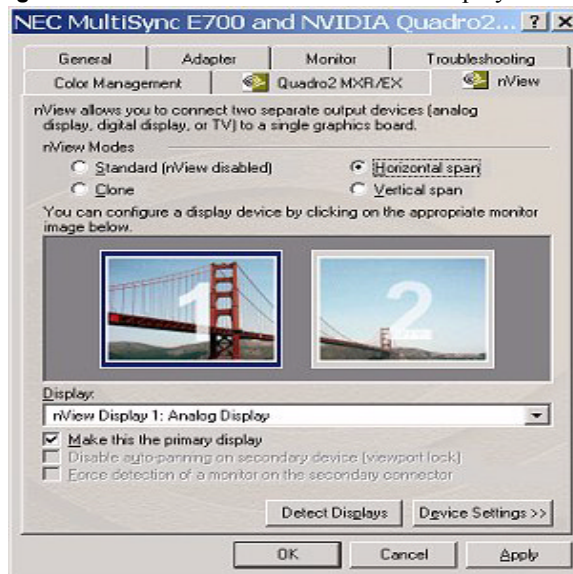 NEC MultiSync E700 and NVIDIA Quadro2...
General Adapter Monitor Troubleshooting
Color Management Quadro2 MXR/EX nView
nView allows you to connect two separate output devices (analog
display, digital display, or TV) to a single graphics board.
nView Modes
Standard (nView disabled) Horizontal span
Clone Vertical span
You can configure a display device by clicking on the appropriate monitor
image below.
1 2
Display:
nView Display 1: Analog Display
Make this the primary display
Disable auto-panning on secondary device (viewport lock)
Force detection of a monitor on the secondary connector
Detect Displays Device Settings >>
OK Cancel Apply